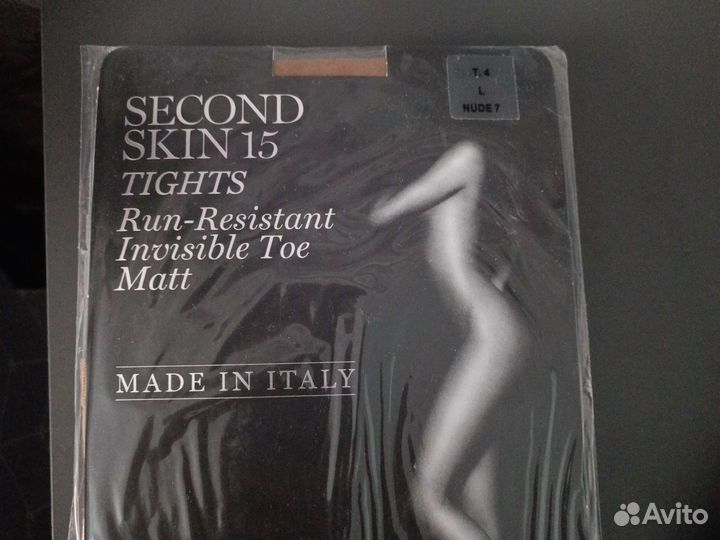 SECOND
SKIN 15
TIGHTS
Run-Resistant
Invisible Toe
Matt
MADE IN ITALY
T. 4
L
NUDE 7
Avito